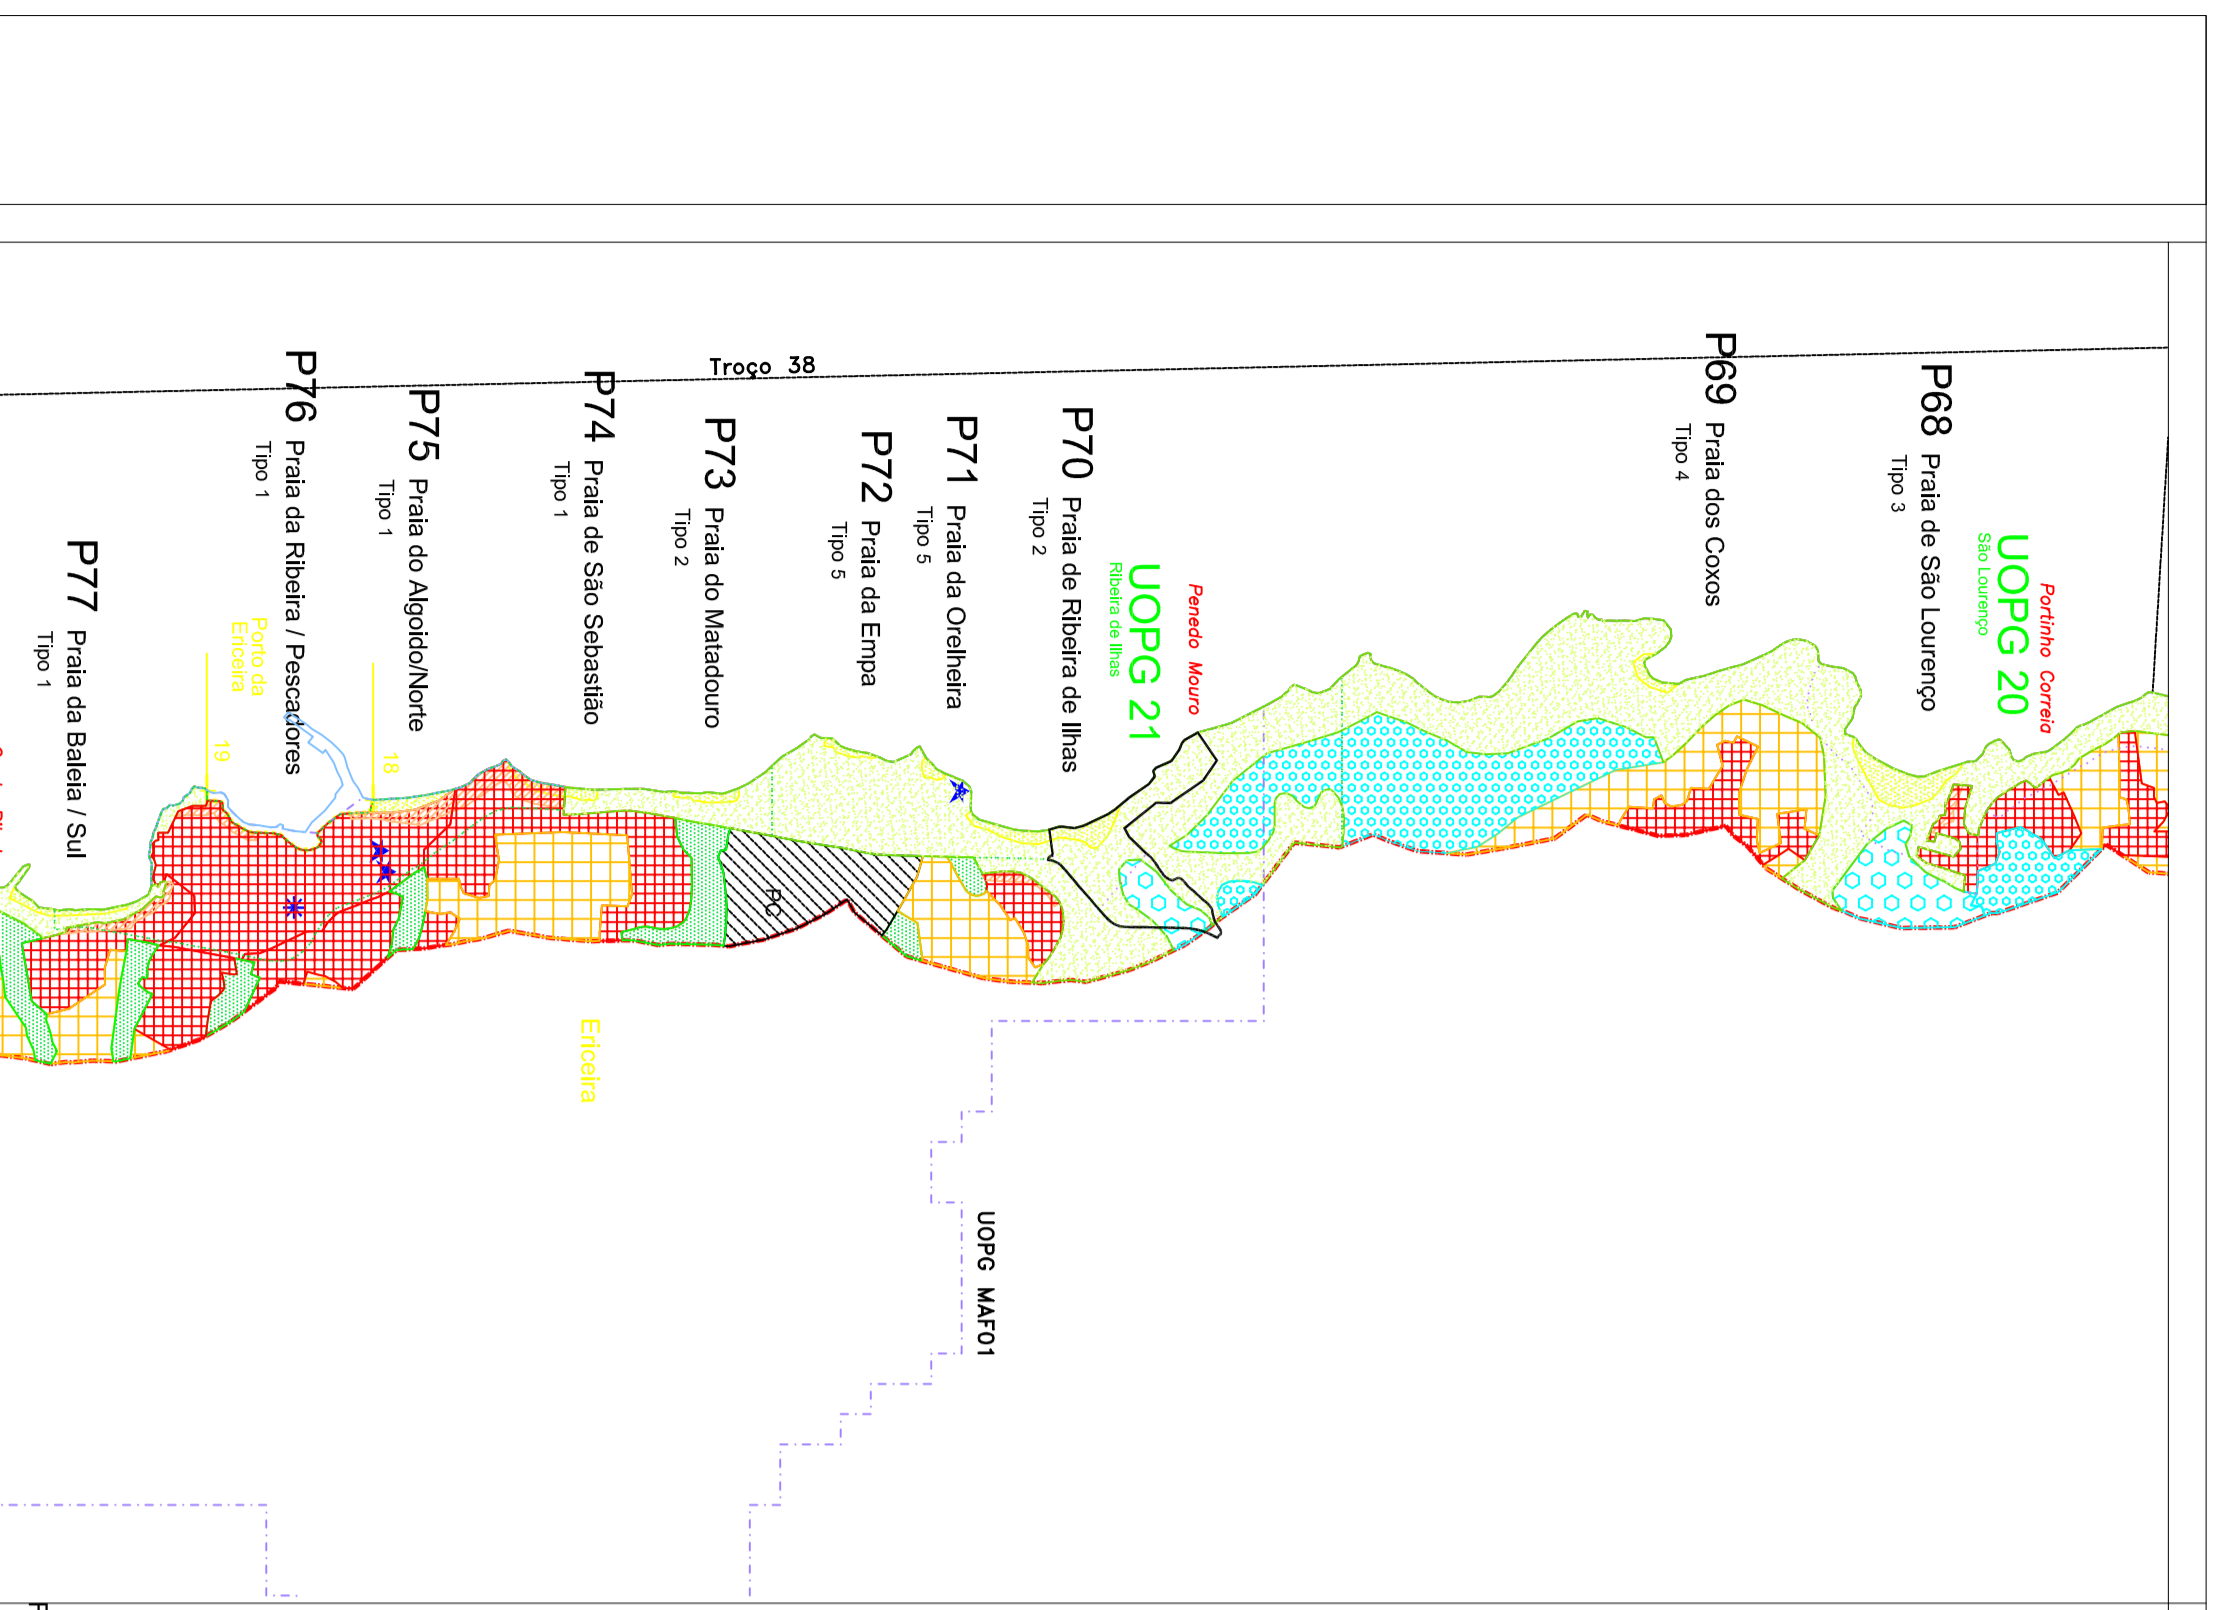 Portinho Correia
UOPG 20
São Lourenço
P68 Praia de São Lourenço
Tipo 3
P69 Praia dos Coxos
Tipo 4
Penedo Mouro
UOPG 21
Ribeira de Ilhas
P70 Praia de Ribeira de Ilhas
Tipo 2
P71 Praia da Orelheira
Tipo 5
P72 Praia da Empa
Tipo 5
P73 Praia do Matadouro
Tipo 2
P74 Praia de São Sebastião
Tipo 1
P75 Praia do Algoido/Norte
Tipo 1
P76 Praia da Ribeira / Pescadores
Tipo 1
P77 Praia da Baleia / Sul
Tipo 1
Troço 38
Porto da
Ericeira
18
19
PC
Ericeira
UOPG MAF01